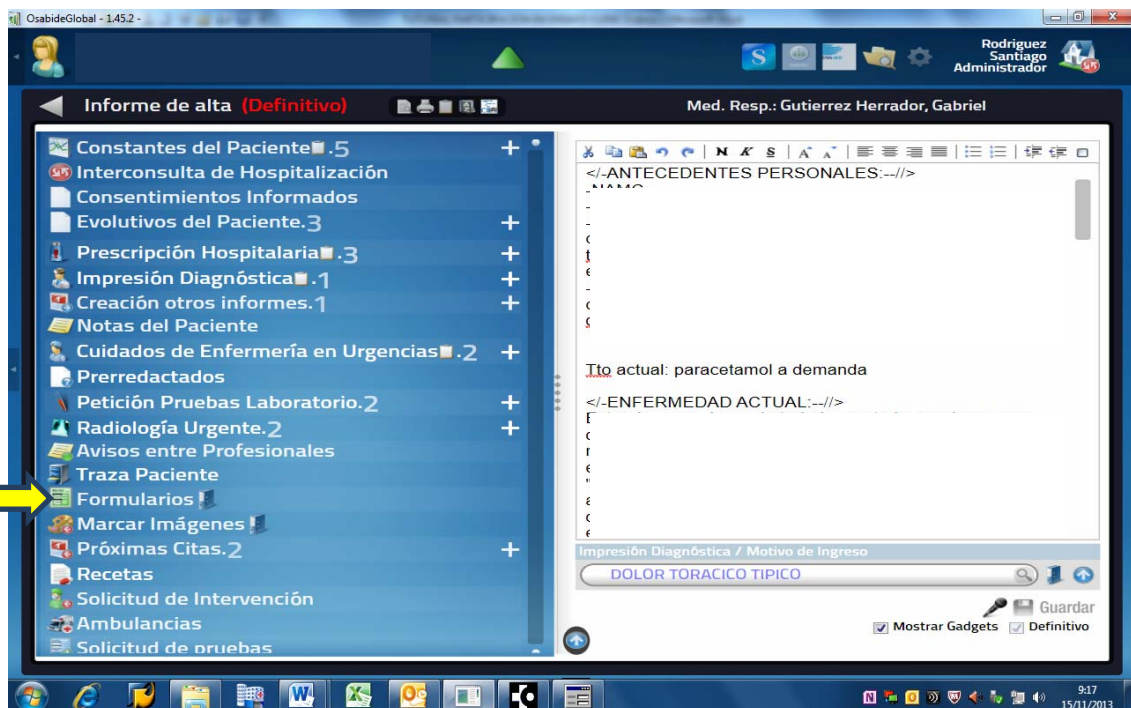 OsabideGlobal - 1.45.2 -
S
Rodriguez
Santiago
Administrador
Informe de alta (Definitivo)
Med. Resp.: Gutierrez Herrador, Gabriel
Constantes del Paciente.5 +
Interconsulta de Hospitalización
Consentimientos Informados
Evolutivos del Paciente.3 +
Prescripción Hospitalaria.3 +
Impresión Diagnóstica.1 +
Creación otros informes.1 +
Notas del Paciente
Cuidados de Enfermería en Urgencias.2 +
Prerredactados
Petición Pruebas Laboratorio.2 +
Radiología Urgente.2 +
Avisos entre Profesionales
Traza Paciente
Formularios
Marcar Imágenes
Próximas Citas.2 +
Recetas
Solicitud de Intervención
Ambulancias
Solicitud de pruebas
N K S A A
</-ANTECEDENTES PERSONALES:--//>
Tto actual: paracetamol a demanda
</-ENFERMEDAD ACTUAL:--//>
Impresión Diagnóstica / Motivo de Ingreso
DOLOR TORACICO TIPICO
Guardar
Mostrar Gadgets Definitivo
9:17
15/11/2013